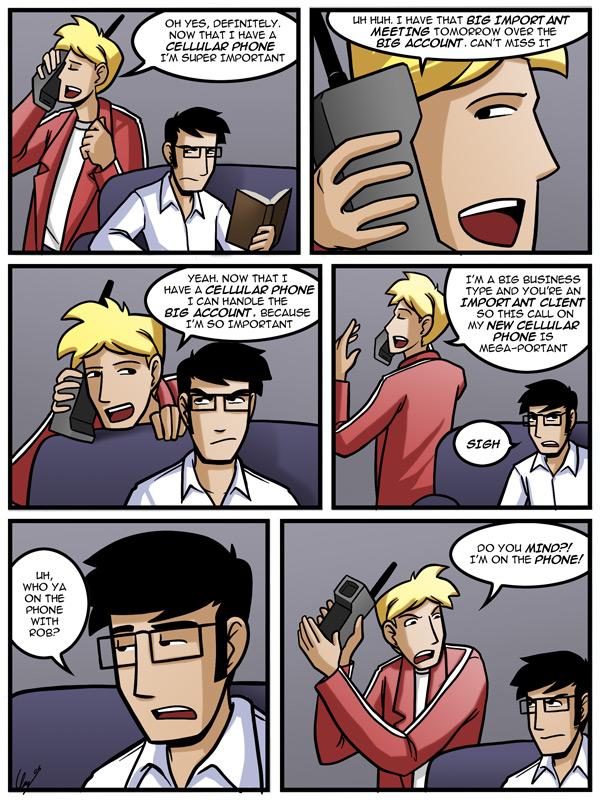 OH YES, DEFINITELY.
NOW THAT I HAVE A
CELLULAR PHONE
I'M SUPER IMPORTANT
UH HUH. I HAVE THAT BIG IMPORTANT
MEETING TOMORROW OVER THE
BIG ACCOUNT. CAN'T MISS IT
YEAH. NOW THAT I
HAVE A CELLULAR PHONE
I CAN HANDLE THE
BIG ACCOUNT, BECAUSE
I'M SO IMPORTANT
I'M A BIG BUSINESS
TYPE AND YOU'RE AN
IMPORTANT CLIENT
SO THIS CALL ON
MY NEW CELLULAR
PHONE IS
MEGA-PORTANT
SIGH
UH,
WHO YA
ON THE
PHONE
WITH
ROB?
DO YOU MIND?!
I'M ON THE PHONE!